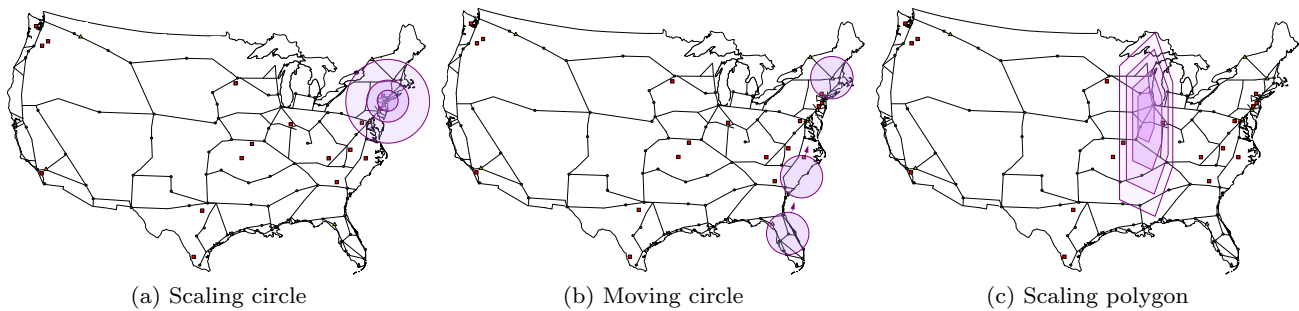 (a) Scaling circle
(b) Moving circle
(c) Scaling polygon